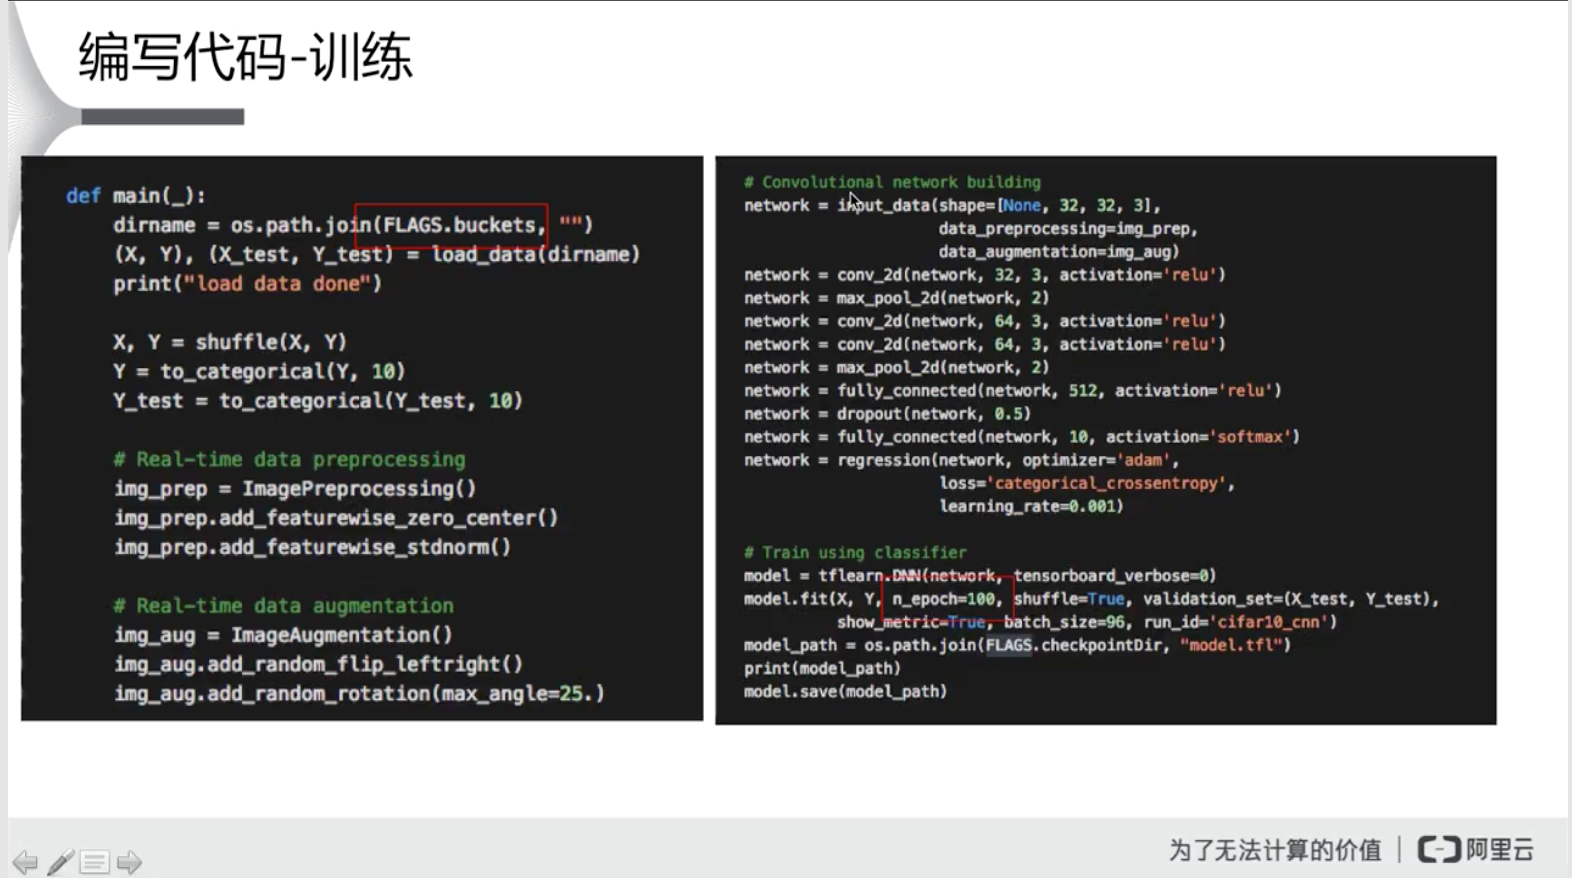 编写代码-训练
def main(_):
dirname = os.path.join(FLAGS.buckets, "")
(X, Y), (X_test, Y_test) = load_data(dirname)
print("load data done")
X, Y = shuffle(X, Y)
Y = to_categorical(Y, 10)
Y_test = to_categorical(Y_test, 10)
# Real-time data preprocessing
img_prep = ImagePreprocessing()
img_prep.add_featurewise_zero_center()
img_prep.add_featurewise_stdnorm()
# Real-time data augmentation
img_aug = ImageAugmentation()
img_aug.add_random_flip_leftright()
img_aug.add_random_rotation(max_angle=25.)
# Convolutional network building
network = input_data(shape=[None, 32, 32, 3],
data_preprocessing=img_prep,
data_augmentation=img_aug)
network = conv_2d(network, 32, 3, activation='relu')
network = max_pool_2d(network, 2)
network = conv_2d(network, 64, 3, activation='relu')
network = conv_2d(network, 64, 3, activation='relu')
network = max_pool_2d(network, 2)
network = fully_connected(network, 512, activation='relu')
network = dropout(network, 0.5)
network = fully_connected(network, 10, activation='softmax')
network = regression(network, optimizer='adam',
loss='categorical_crossentropy',
learning_rate=0.001)
# Train using classifier
model = tflearn.DNN(network, tensorboard_verbose=0)
model.fit(X, Y, n_epoch=100, shuffle=True, validation_set=(X_test, Y_test),
show_metric=True, batch_size=96, run_id='cifar10_cnn')
model_path = os.path.join(FLAGS.checkpointDir, "model.tfl")
print(model_path)
model.save(model_path)
为了无法计算的价值 | 阿里云